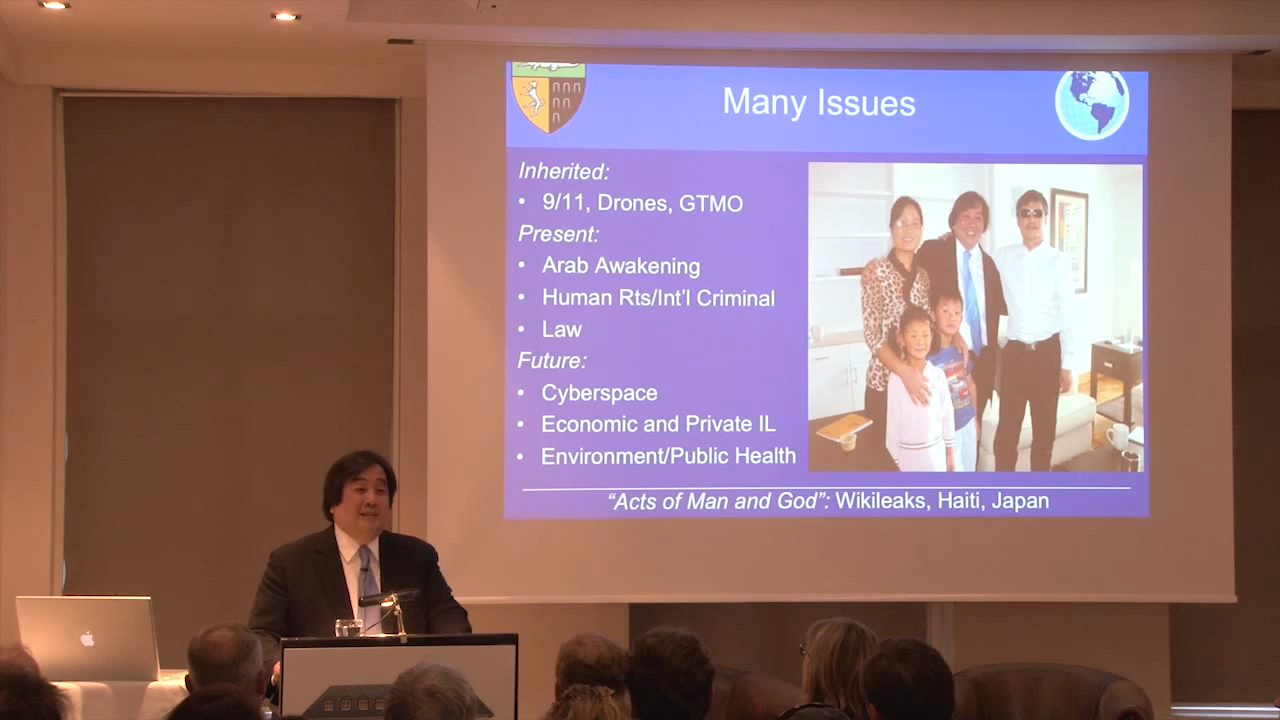 Many Issues
Inherited:
• 9/11, Drones, GTMO
Present:
• Arab Awakening
• Human Rts/Int'l Criminal
• Law
Future:
• Cyberspace
• Economic and Private IL
• Environment/Public Health
“Acts of Man and God”: Wikileaks, Haiti, Japan